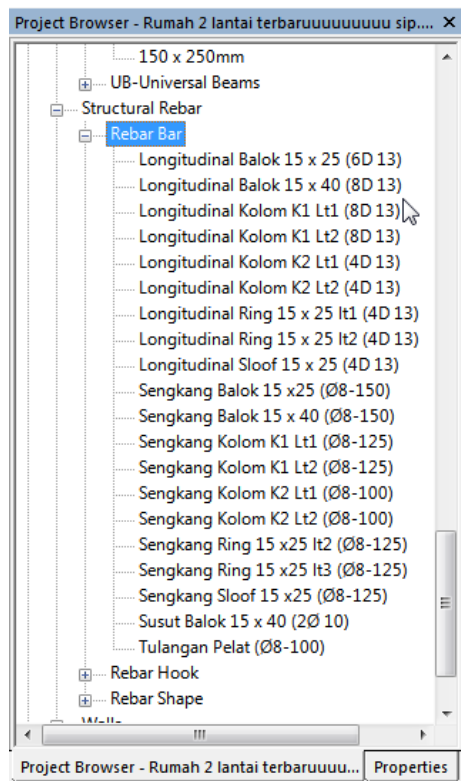 Project Browser - Rumah 2 lantai terbaruuuuuuuuu sip....
150 x 250mm
UB-Universal Beams
Structural Rebar
Rebar Bar
Longitudinal Balok 15 x 25 (6D 13)
Longitudinal Balok 15 x 40 (8D 13)
Longitudinal Kolom K1 Lt1 (8D 13)
Longitudinal Kolom K1 Lt2 (8D 13)
Longitudinal Kolom K2 Lt1 (4D 13)
Longitudinal Kolom K2 Lt2 (4D 13)
Longitudinal Ring 15 x 25 lt1 (4D 13)
Longitudinal Ring 15 x 25 lt2 (4D 13)
Longitudinal Sloof 15 x 25 (4D 13)
Sengkang Balok 15 x25 (Ø8-150)
Sengkang Balok 15 x 40 (Ø8-150)
Sengkang Kolom K1 Lt1 (Ø8-125)
Sengkang Kolom K1 Lt2 (Ø8-125)
Sengkang Kolom K2 Lt1 (Ø8-100)
Sengkang Kolom K2 Lt2 (Ø8-100)
Sengkang Ring 15 x25 lt2 (Ø8-125)
Sengkang Ring 15 x25 lt3 (Ø8-125)
Sengkang Sloof 15 x25 (Ø8-125)
Susut Balok 15 x 40 (2Ø 10)
Tulangan Pelat (Ø8-100)
Rebar Hook
Rebar Shape
Walls
Project Browser - Rumah 2 lantai terbaruuuu...
Properties